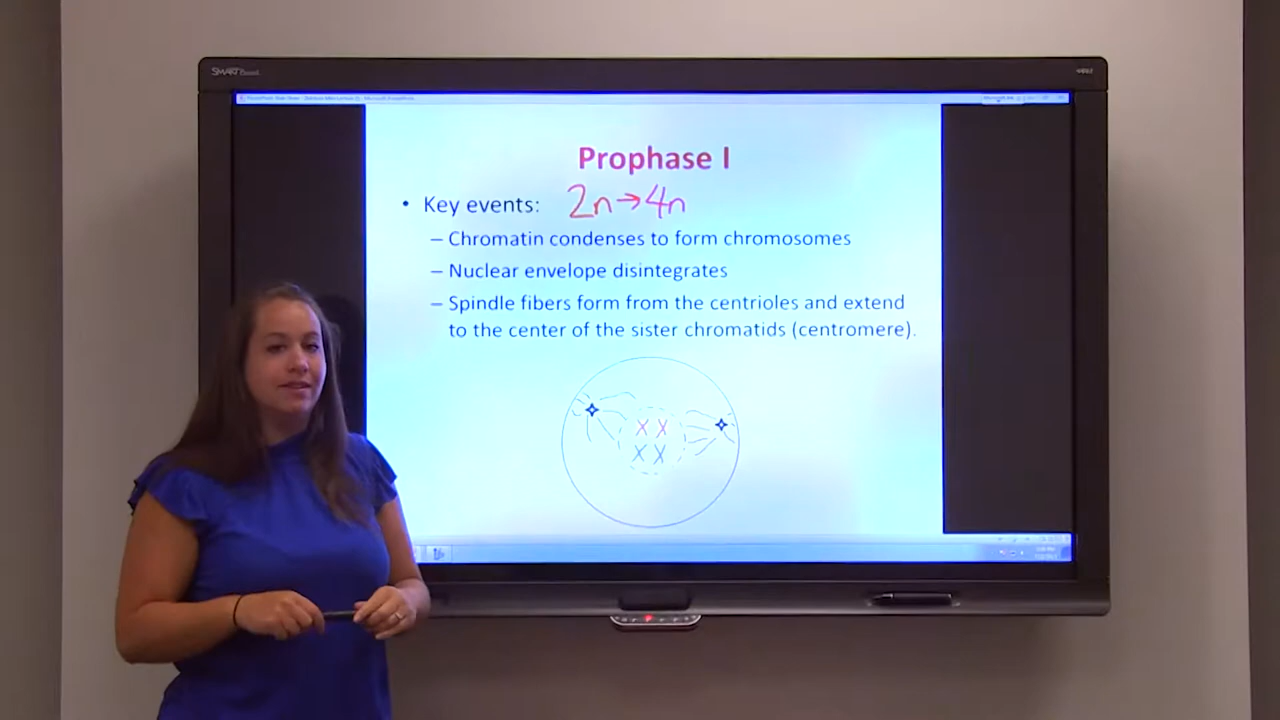 SMART Board
Prophase I
• Key events: 2n→4n
– Chromatin condenses to form chromosomes
– Nuclear envelope disintegrates
– Spindle fibers form from the centrioles and extend
to the center of the sister chromatids (centromere).